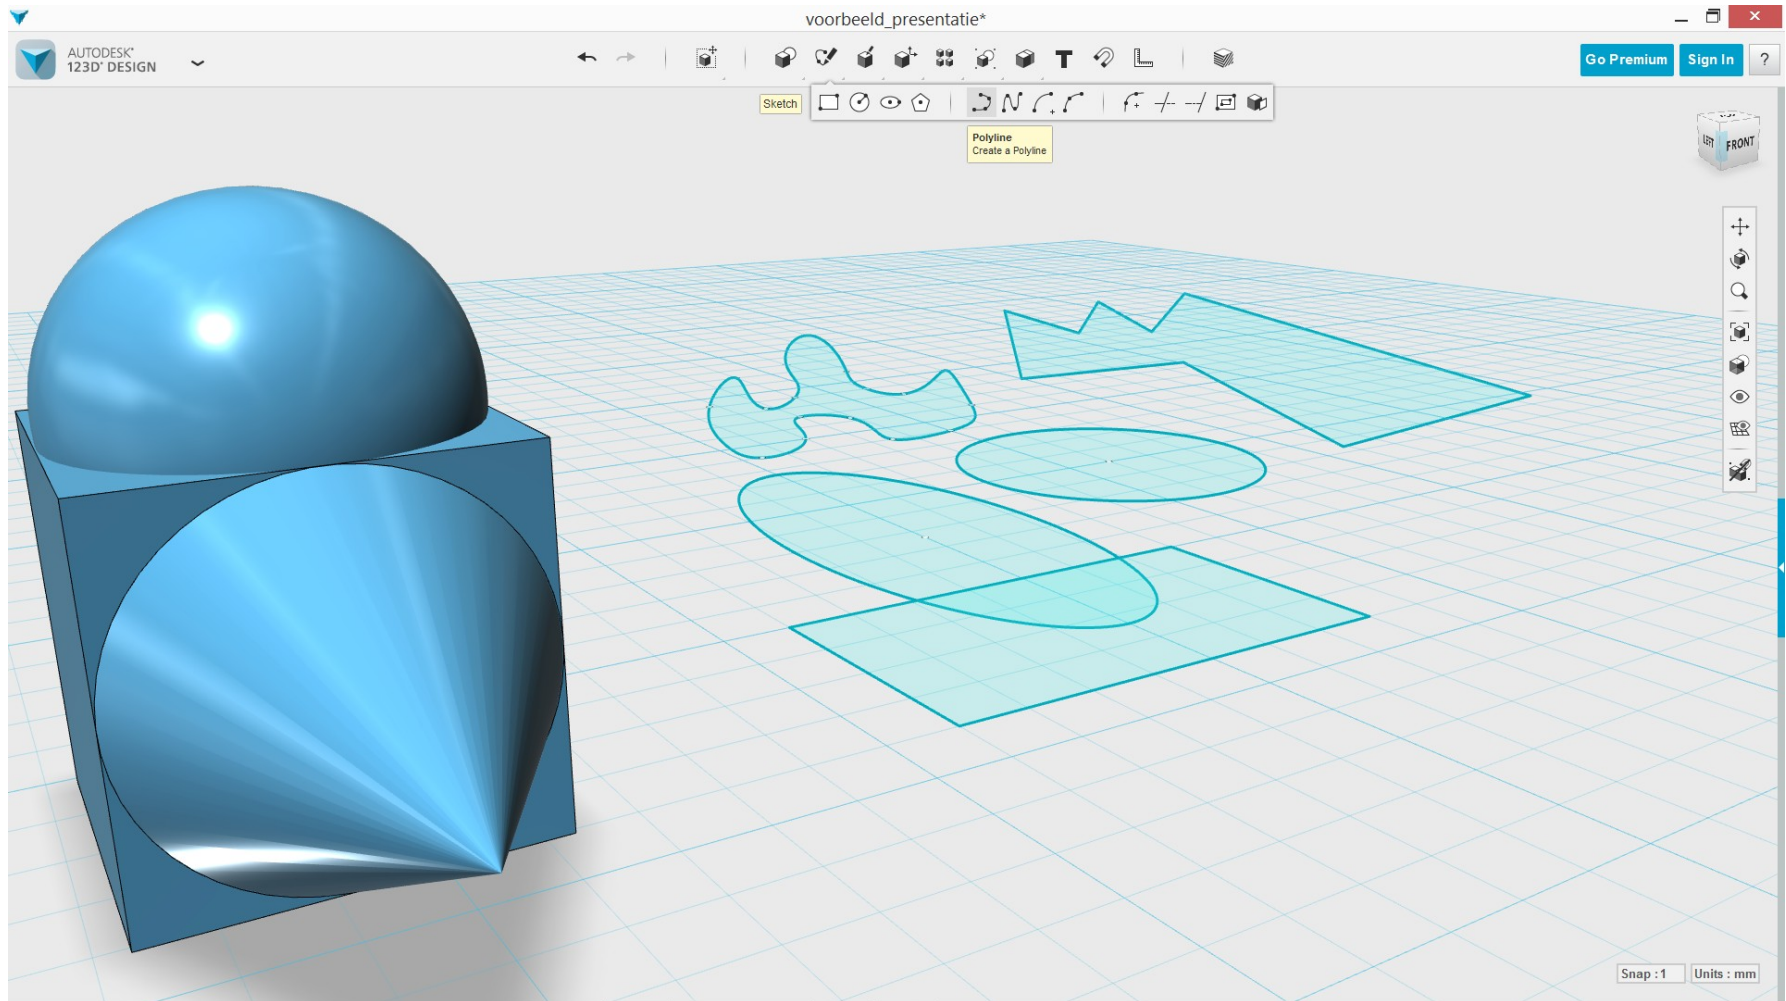 voorbeeld_presentatie*
AUTODESK®
123D® DESIGN
T
Go Premium
Sign In
?
Sketch
Polyline
Create a Polyline
LEFT
FRONT
Snap : 1
Units : mm